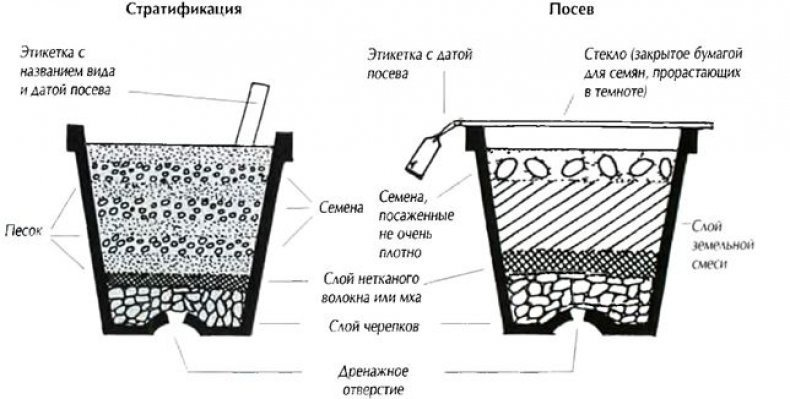 Стратификация
Посев
Этикетка с
названием вида
и датой посева
Этикетка с датой
посева
Стекло (закрытое бумагой
для семян, прорастающих
в темноте)
Песок
Семена
Семена,
посаженные
не очень
плотно
Слой
земельной
смеси
Слой нетканого
волокна или мха
Слой черепков
Дренажное
отверстие